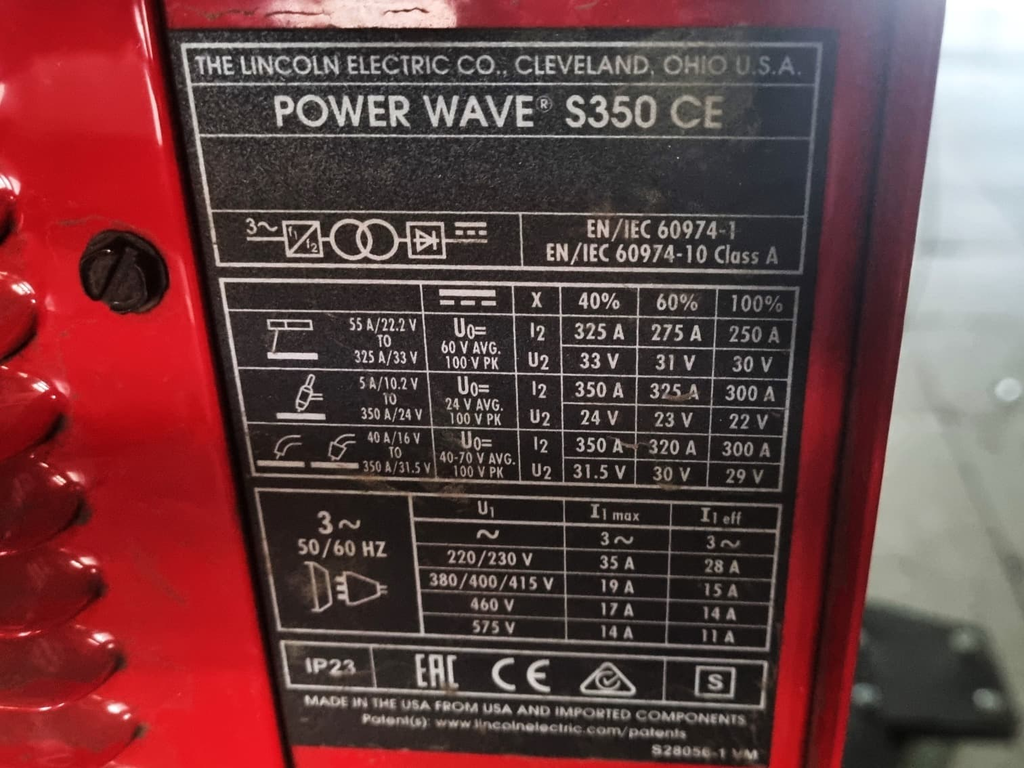 THE LINCOLN ELECTRIC CO., CLEVELAND, OHIO U.S.A.
POWER WAVE® S350 CE
3~ f1 f2
EN/IEC 60974-1
EN/IEC 60974-10 Class A
X 40% 60% 100%
55 A/22.2 V TO 325 A/33 V U0= 60 V AVG. 100 V PK I2 325 A 275 A 250 A
U2 33 V 31 V 30 V
5 A/10.2 V TO 350 A/24 V U0= 24 V AVG. 100 V PK I2 350 A 325 A 300 A
U2 24 V 23 V 22 V
40 A/16 V TO 350 A/31.5 V U0= 40-70 V AVG. 100 V PK I2 350 A 320 A 300 A
U2 31.5 V 30 V 29 V
3~
50/60 HZ
U1 I1 max I1 eff
~ 3~ 3~
220/230 V 35 A 28 A
380/400/415 V 19 A 15 A
460 V 17 A 14 A
575 V 14 A 11 A
IP23 EAC CE S
MADE IN THE USA FROM USA AND IMPORTED COMPONENTS
Patent(s): www.lincolnelectric.com/patents
S28056-1 VM